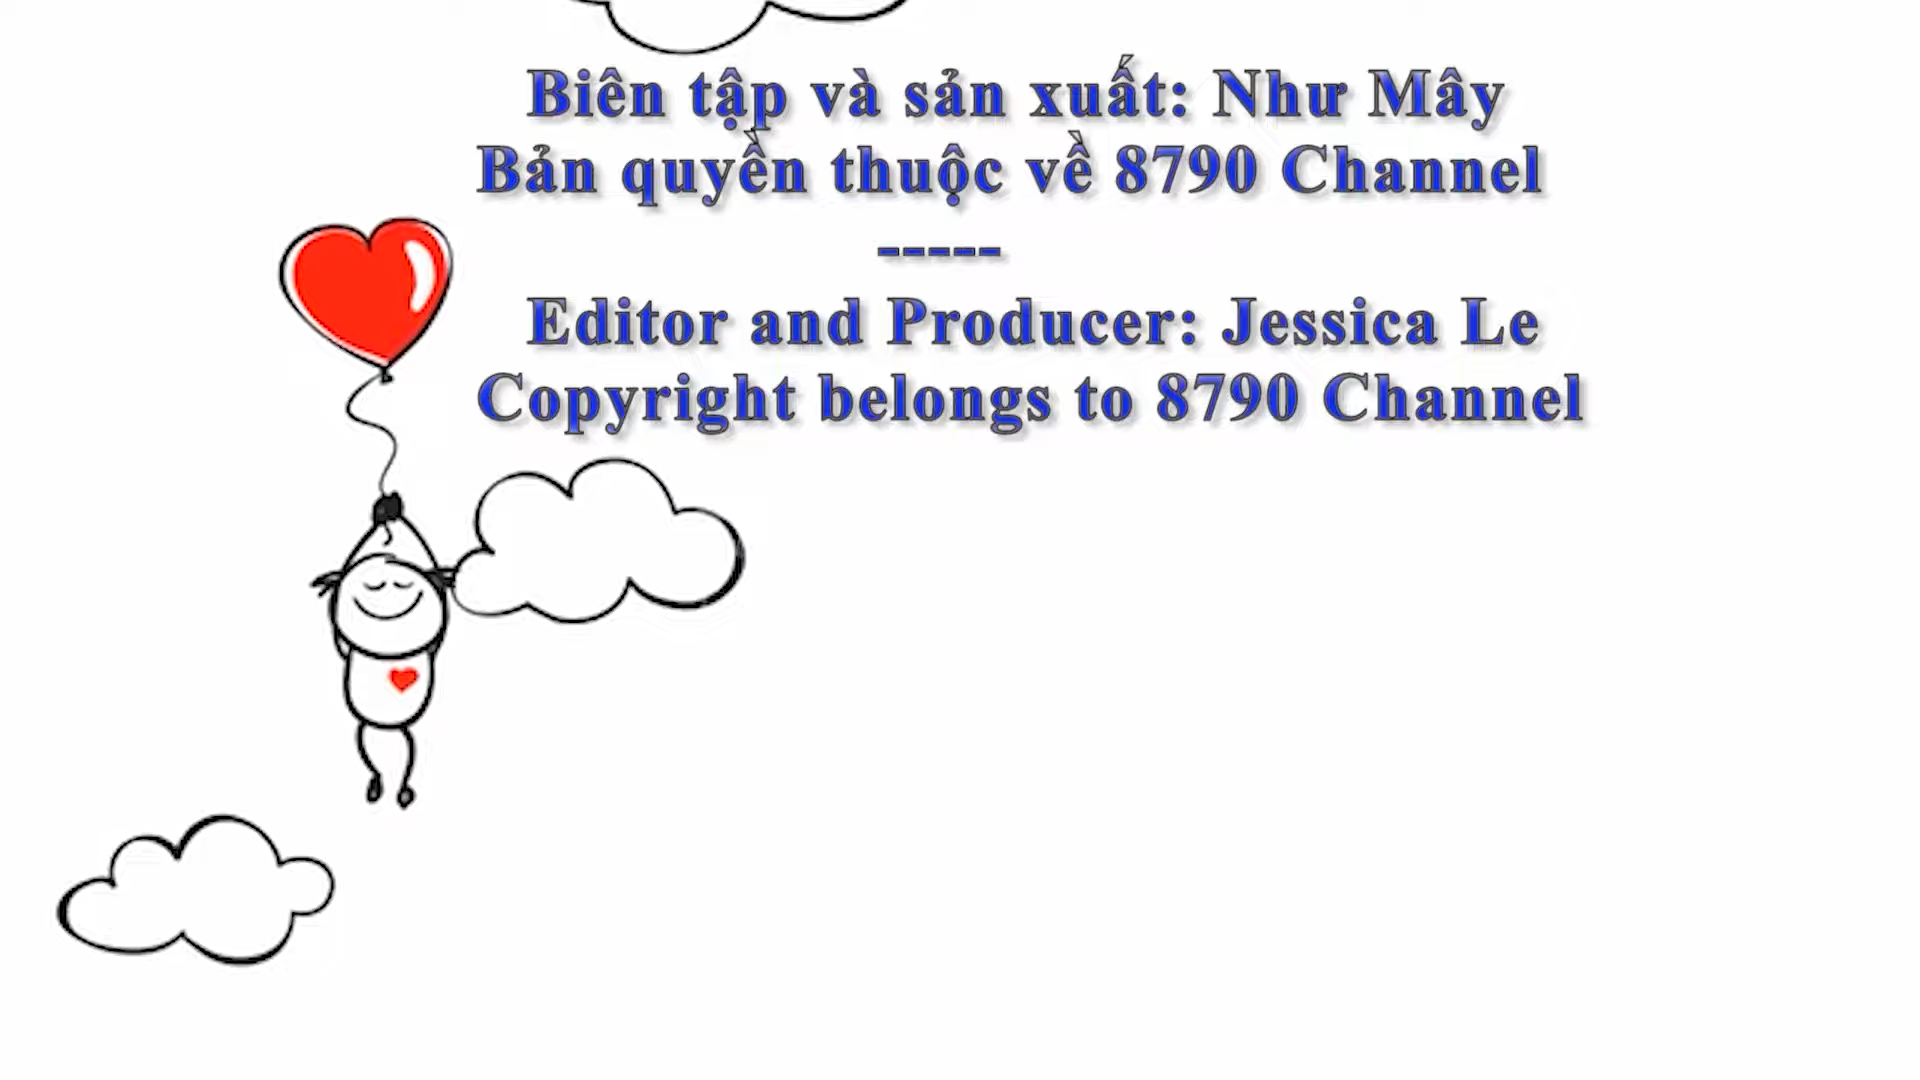 Biên tập và sản xuất: Như Mây
Bản quyền thuộc về 8790 Channel
-----
Editor and Producer: Jessica Le
Copyright belongs to 8790 Channel